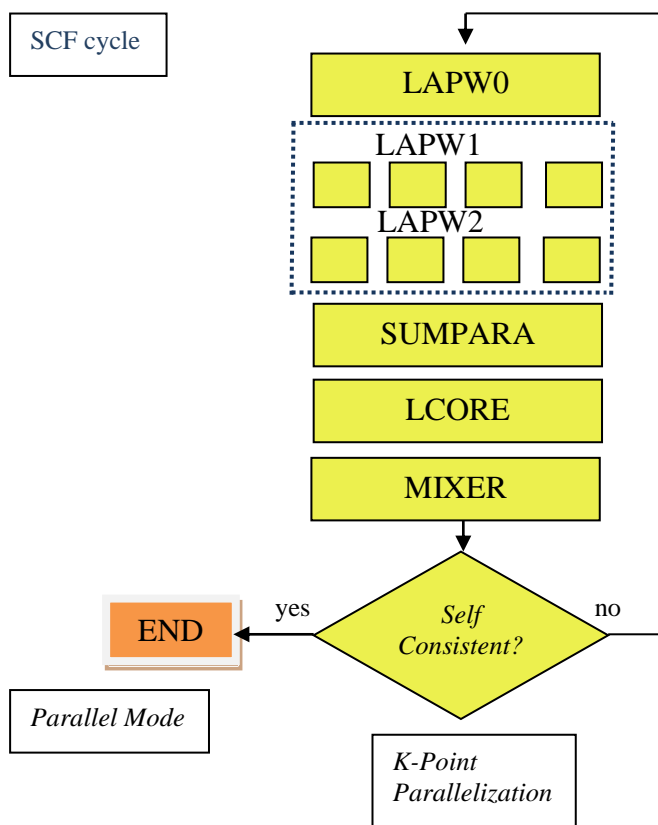 SCF cycle
LAPW0
LAPW1
LAPW2
SUMPARA
LCORE
MIXER
Self
Consistent?
yes
no
END
Parallel Mode
K-Point
Parallelization